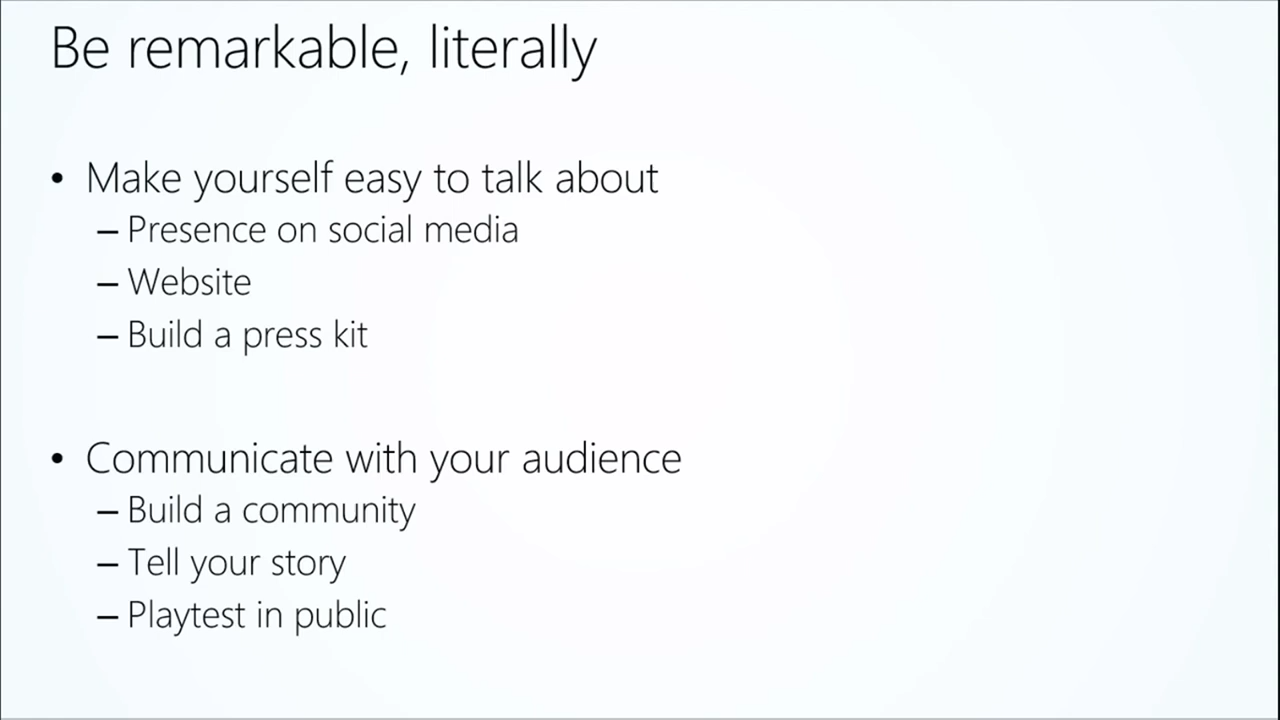 Be remarkable, literally
• Make yourself easy to talk about
– Presence on social media
– Website
– Build a press kit
• Communicate with your audience
– Build a community
– Tell your story
– Playtest in public